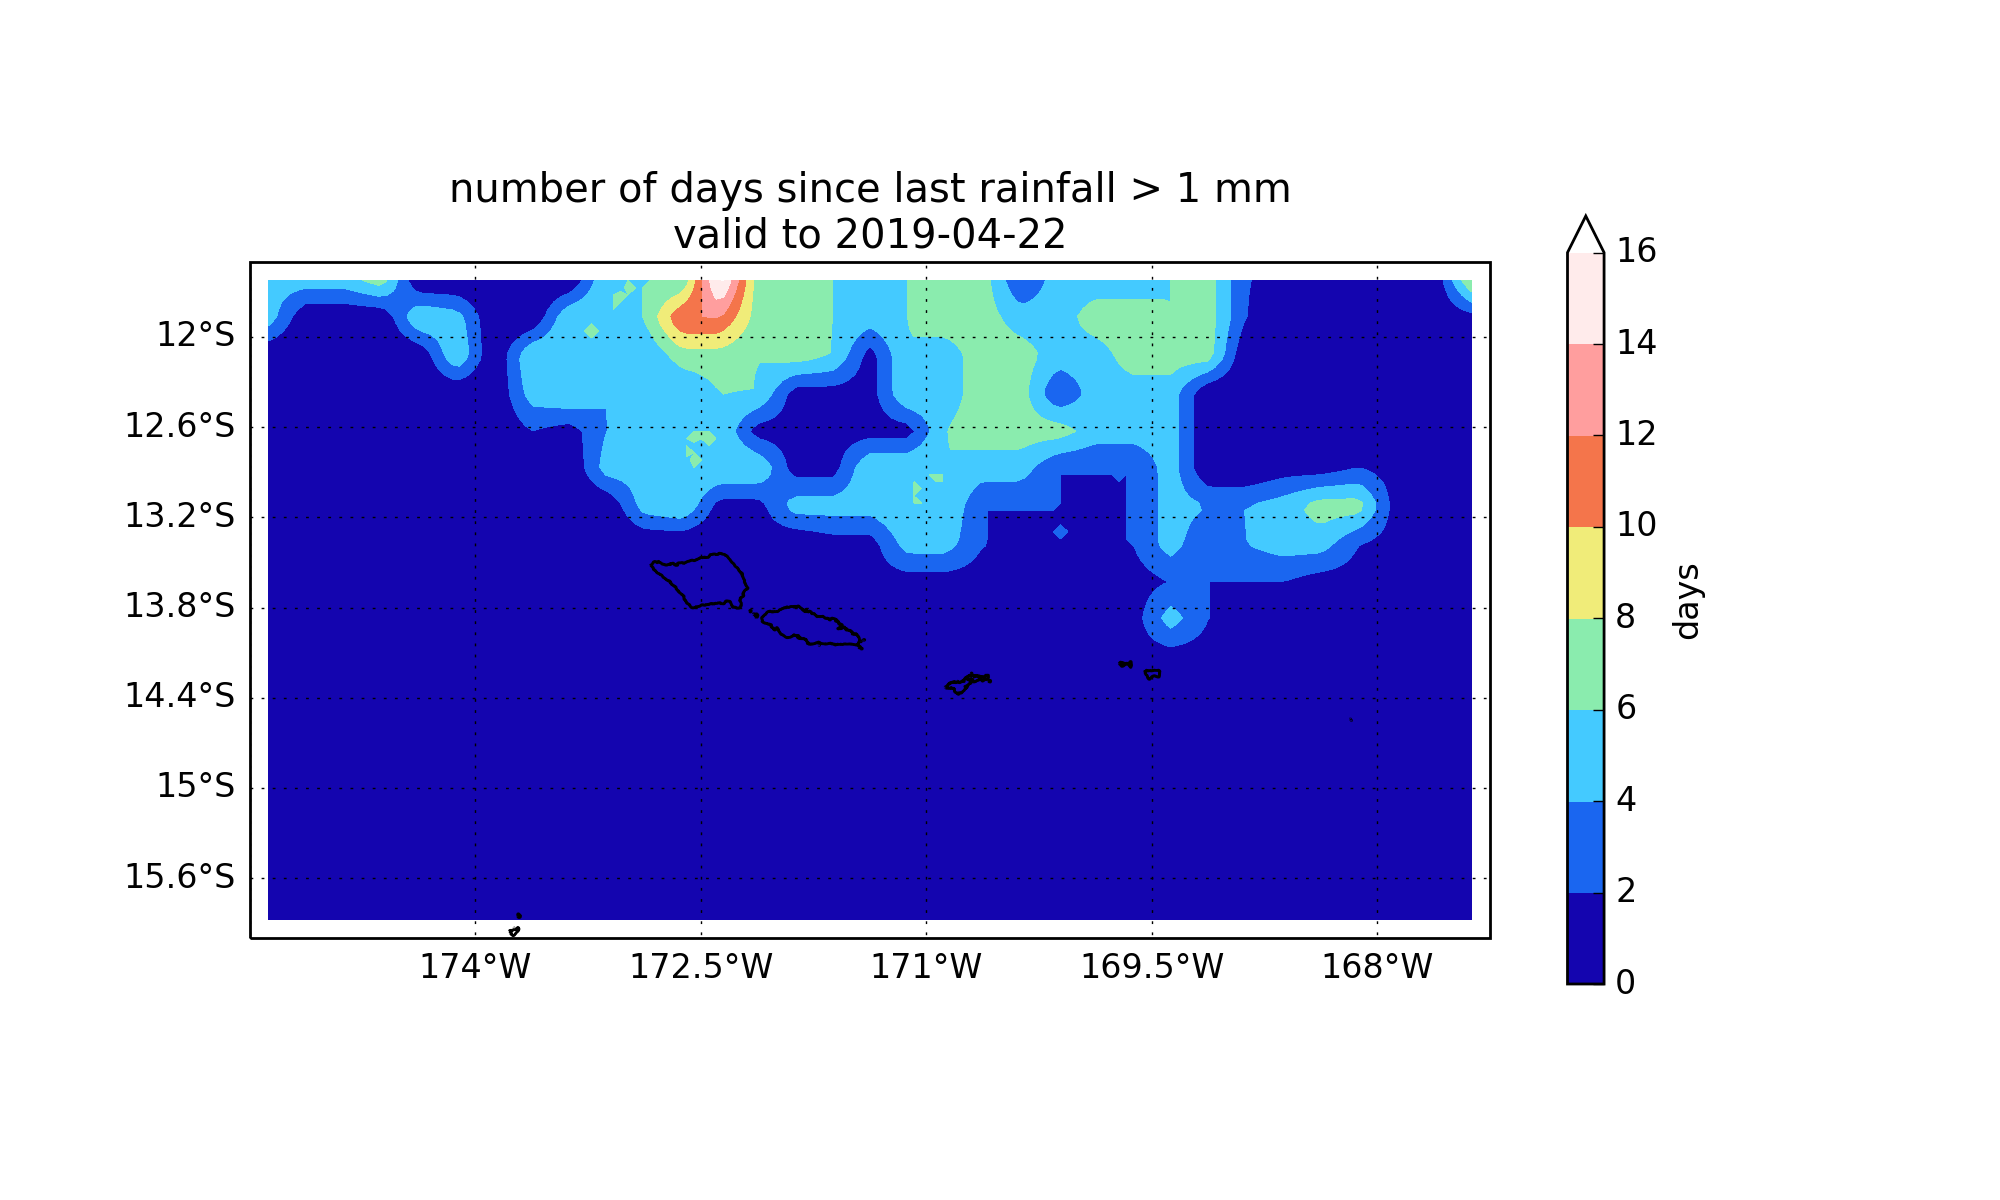 number of days since last rainfall > 1 mm
valid to 2019-04-22
12°S
12.6°S
13.2°S
13.8°S
14.4°S
15°S
15.6°S
174°W 172.5°W 171°W 169.5°W 168°W
16
14
12
10
8
6
4
2
0
days